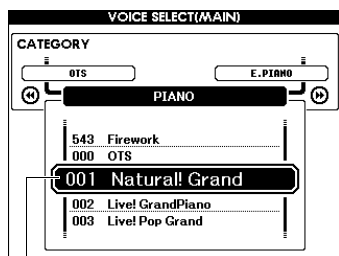 VOICE SELECT(MAIN)
CATEGORY
OTS E.PIANO
PIANO
543 Firework
000 OTS
001 Natural! Grand
002 Live! GrandPiano
003 Live! Pop Grand